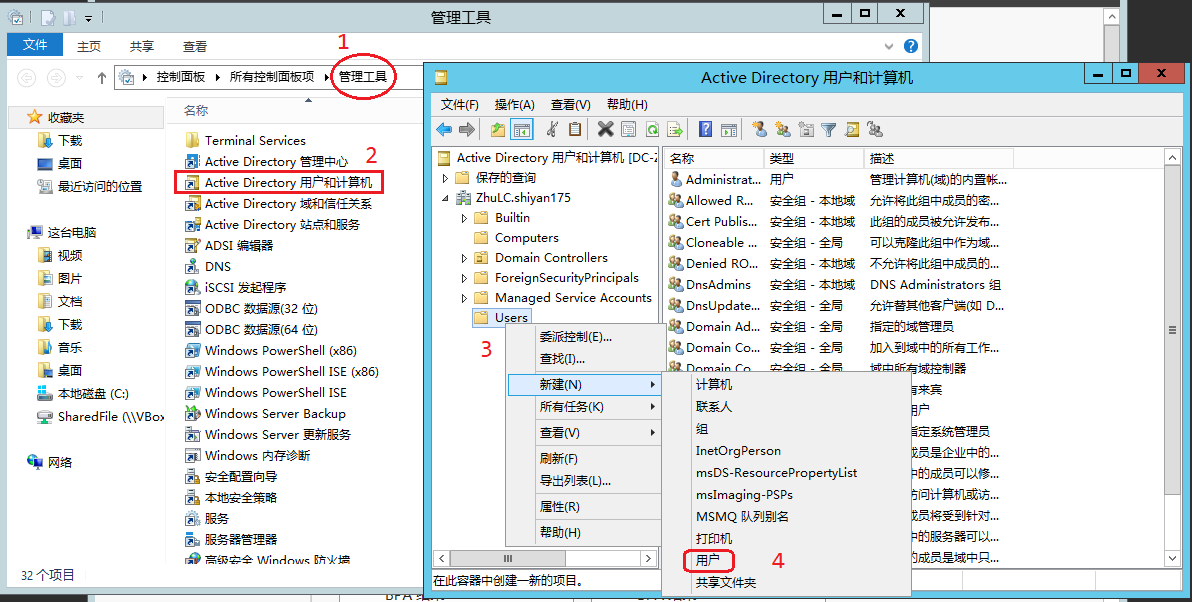 管理工具
文件
主页
共享
查看
1
控制面板
所有控制面板项
管理工具
收藏夹
下载
桌面
最近访问的位置
这台电脑
视频
图片
文档
下载
音乐
桌面
本地磁盘 (C:)
SharedFile (\\VBox
网络
名称
Terminal Services
Active Directory 管理中心
2
Active Directory 用户和计算机
Active Directory 域和信任关系
Active Directory 站点和服务
ADSI 编辑器
DNS
iSCSI 发起程序
ODBC 数据源(32 位)
ODBC 数据源(64 位)
Windows PowerShell (x86)
Windows PowerShell ISE (x86)
Windows PowerShell ISE
Windows Server Backup
Windows Server 更新服务
Windows 内存诊断
安全配置向导
本地安全策略
服务
服务器管理器
高级安全 Windows 防火墙
32 个项目
Active Directory 用户和计算机
文件(F) 操作(A) 查看(V) 帮助(H)
Active Directory 用户和计算机 [DC-Z
保存的查询
ZhuLC.shiyan175
Builtin
Computers
Domain Controllers
ForeignSecurityPrincipals
Managed Service Accounts
Users
3
委派控制(E)...
查找(I)...
新建(N)
所有任务(K)
查看(V)
刷新(F)
导出列表(L)...
属性(R)
帮助(H)
在此容器中创建一新的项目。
名称 类型 描述
Administrat... 用户 管理计算机(域)的内置帐...
Allowed R... 安全组 - 本地域 允许将此组中成员的密...
Cert Publis... 安全组 - 本地域 此组的成员被允许发布...
Cloneable ... 安全组 - 全局 可以克隆此组中作为域...
Denied RO... 安全组 - 本地域 不允许将此组中成员的...
DnsAdmins 安全组 - 本地域 DNS Administrators 组
DnsUpdate... 安全组 - 全局 允许替其他客户端(如 D...
Domain Ad... 安全组 - 全局 指定的域管理员
Domain Co... 安全组 - 全局 加入到域中的所有工作...
Domain Co... 安全组 - 全局 域中所有域控制器
有来宾
用户
指定系统管理员
成员是企业中的...
中的成员可以修...
访问计算机或访...
成员将受到针对...
中的服务器可以...
的成员是域中只...
计算机
联系人
组
InetOrgPerson
msDS-ResourcePropertyList
msImaging-PSPs
MSMQ 队列别名
打印机
用户
4
共享文件夹